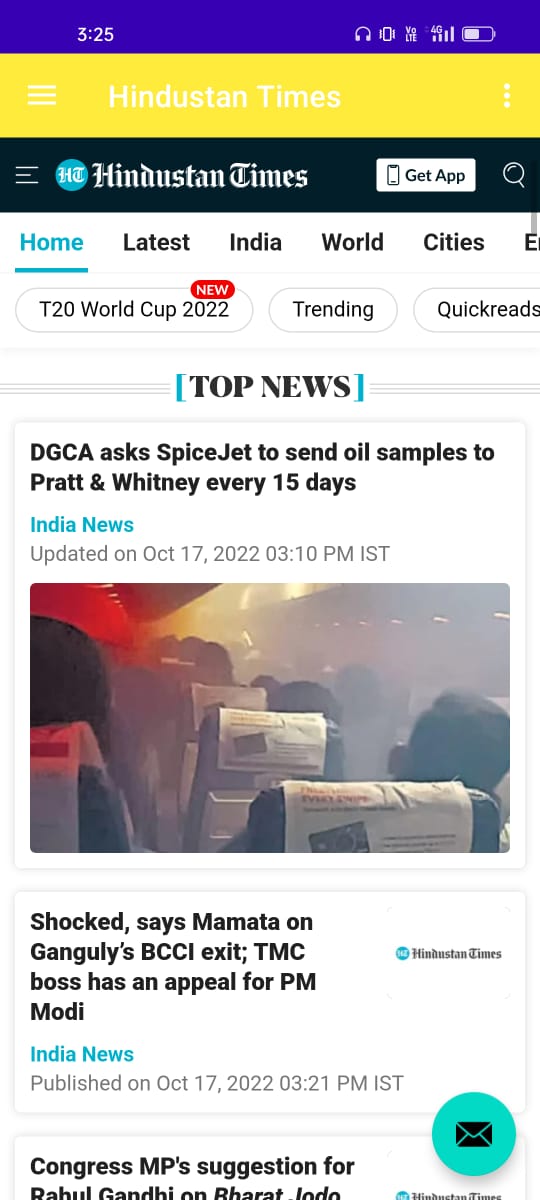 3:25
Vo LTE 4G
Hindustan Times
HT Hindustan Times Get App
Home Latest India World Cities
NEW
T20 World Cup 2022 Trending Quickreads
[TOP NEWS]
DGCA asks SpiceJet to send oil samples to
Pratt & Whitney every 15 days
India News
Updated on Oct 17, 2022 03:10 PM IST
Shocked, says Mamata on
Ganguly’s BCCI exit; TMC
boss has an appeal for PM
Modi
HT Hindustan Times
India News
Published on Oct 17, 2022 03:21 PM IST
Congress MP's suggestion for
Rahul Gandhi on Bharat Jodo
HT Hindustan Times